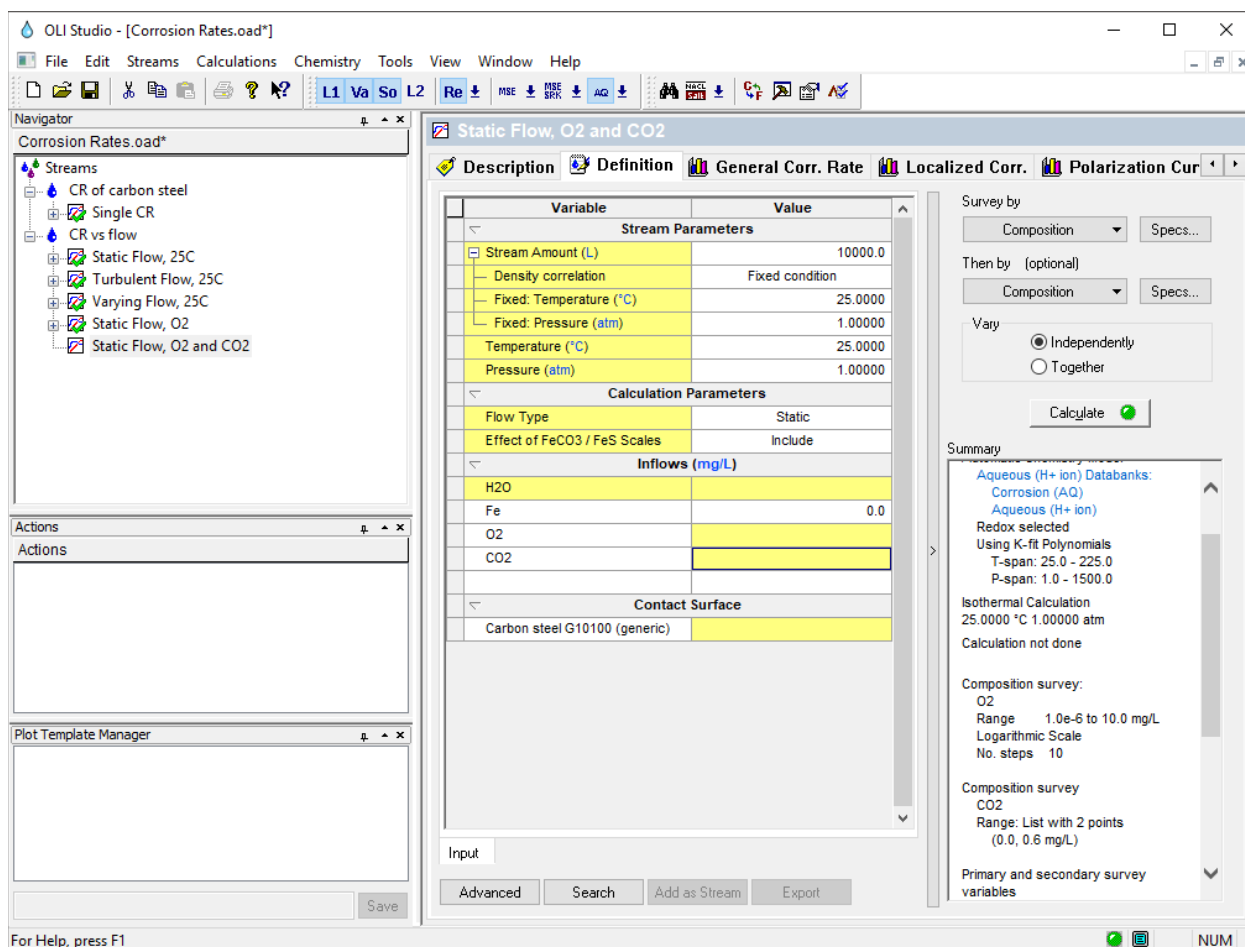 OLI Studio - [Corrosion Rates.oad*]
File Edit Streams Calculations Chemistry Tools View Window Help
L1 Va So L2 Re MSE MSE SRK AQ NACL Salt C F
Navigator
Corrosion Rates.oad*
Streams
CR of carbon steel
Single CR
CR vs flow
Static Flow, 25C
Turbulent Flow, 25C
Varying Flow, 25C
Static Flow, O2
Static Flow, O2 and CO2
Actions
Actions
Plot Template Manager
Save
Static Flow, O2 and CO2
Description Definition General Corr. Rate Localized Corr. Polarization Cur
Variable Value
Stream Parameters
Stream Amount (L) 10000.0
Density correlation Fixed condition
Fixed: Temperature (°C) 25.0000
Fixed: Pressure (atm) 1.00000
Temperature (°C) 25.0000
Pressure (atm) 1.00000
Calculation Parameters
Flow Type Static
Effect of FeCO3 / FeS Scales Include
Inflows (mg/L)
H2O
Fe 0.0
O2
CO2
Contact Surface
Carbon steel G10100 (generic)
Input
Advanced Search Add as Stream Export
Survey by
Composition Specs...
Then by (optional)
Composition Specs...
Vary
Independently
Together
Calculate
Summary
Aqueous (H+ ion) Databanks:
Corrosion (AQ)
Aqueous (H+ ion)
Redox selected
Using K-fit Polynomials
T-span: 25.0 - 225.0
P-span: 1.0 - 1500.0
Isothermal Calculation
25.0000 °C 1.00000 atm
Calculation not done
Composition survey:
O2
Range 1.0e-6 to 10.0 mg/L
Logarithmic Scale
No. steps 10
Composition survey
CO2
Range: List with 2 points
(0.0, 0.6 mg/L)
Primary and secondary survey
variables
For Help, press F1
NUM